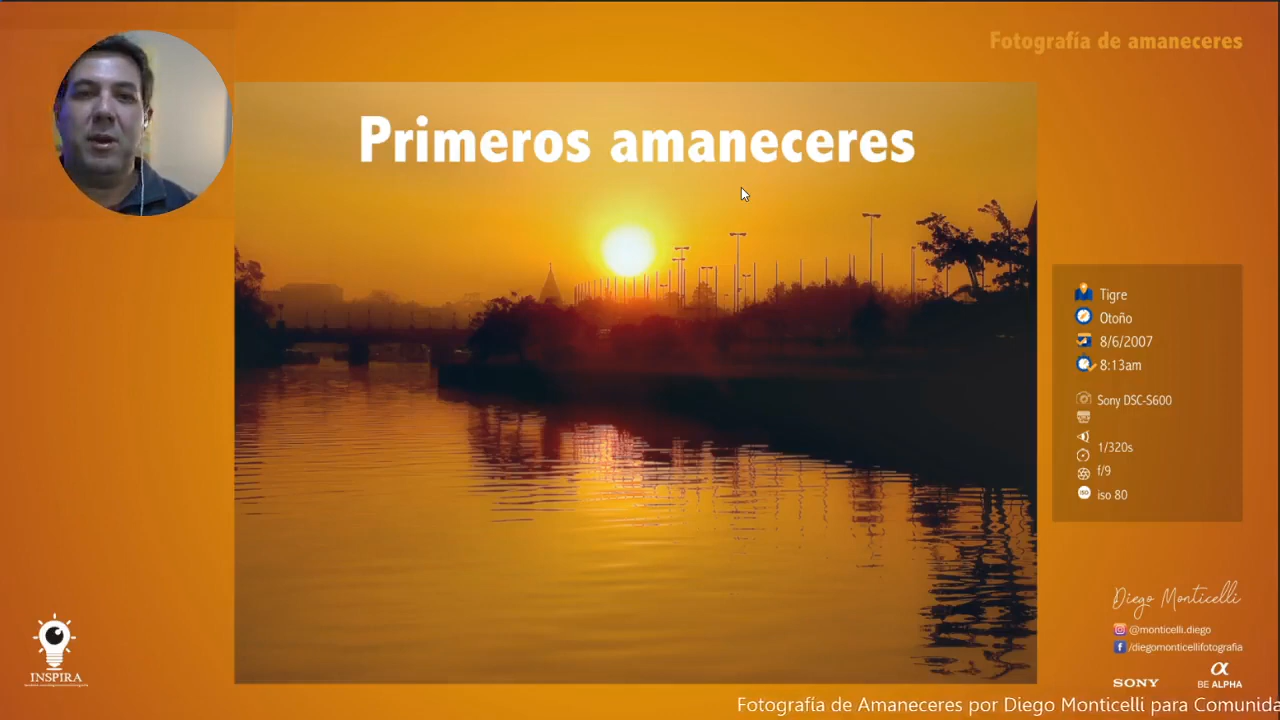 Fotografía de amaneceres
Primeros amaneceres
Tigre
Otoño
8/6/2007
8:13am
Sony DSC-S600
1/320s
f/9
ISO
iso 80
Diego Monticelli
@monticelli.diego
/diegomonticellifotografia
INSPIRA
SONY
α
BE ALPHA
Fotografía de Amaneceres por Diego Monticelli para Comunida